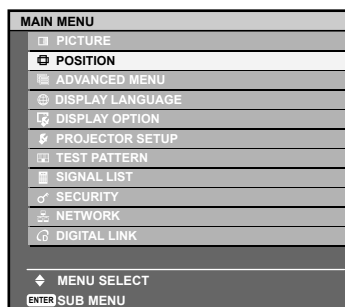 MAIN MENU
PICTURE
POSITION
ADVANCED MENU
DISPLAY LANGUAGE
DISPLAY OPTION
PROJECTOR SETUP
TEST PATTERN
SIGNAL LIST
SECURITY
NETWORK
DIGITAL LINK
MENU SELECT
ENTER SUB MENU